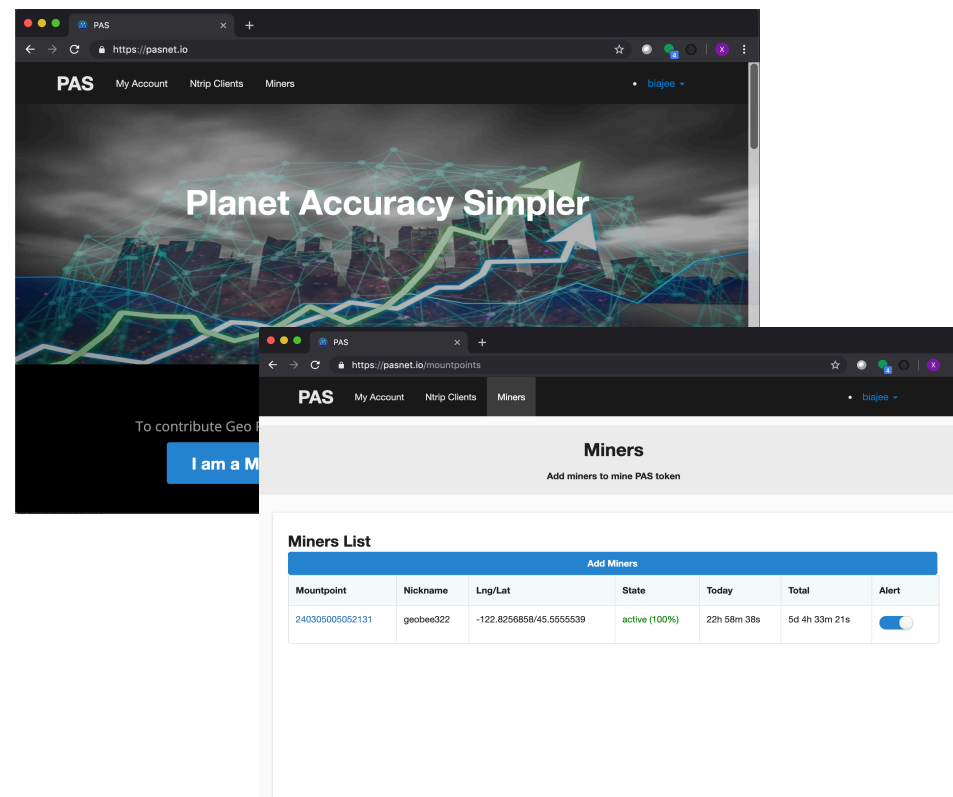 PAS
https://pasnet.io
4
X
PAS My Account Ntrip Clients Miners biajee
Planet Accuracy Simpler
To contribute Geo
I am a M
PAS
https://pasnet.io/mountpoints
4
X
PAS My Account Ntrip Clients Miners biajee
Miners
Add miners to mine PAS token
Miners List
Add Miners
Mountpoint Nickname Lng/Lat State Today Total Alert
240305005052131 geobee322 -122.8256858/45.5555539 active (100%) 22h 58m 38s 5d 4h 33m 21s